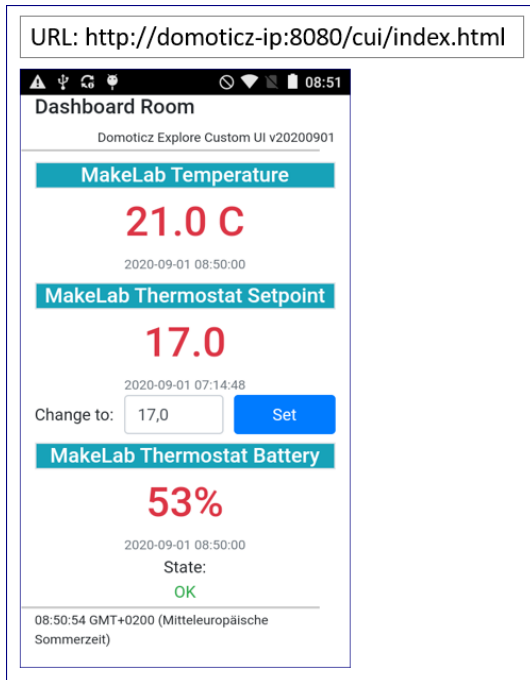 URL: http://domoticz-ip:8080/cui/index.html
08:51
Dashboard Room
Domoticz Explore Custom UI v20200901
MakeLab Temperature
21.0 C
2020-09-01 08:50:00
MakeLab Thermostat Setpoint
17.0
2020-09-01 07:14:48
Change to: 17,0 Set
MakeLab Thermostat Battery
53%
2020-09-01 08:50:00
State:
OK
08:50:54 GMT+0200 (Mitteleuropäische
Sommerzeit)